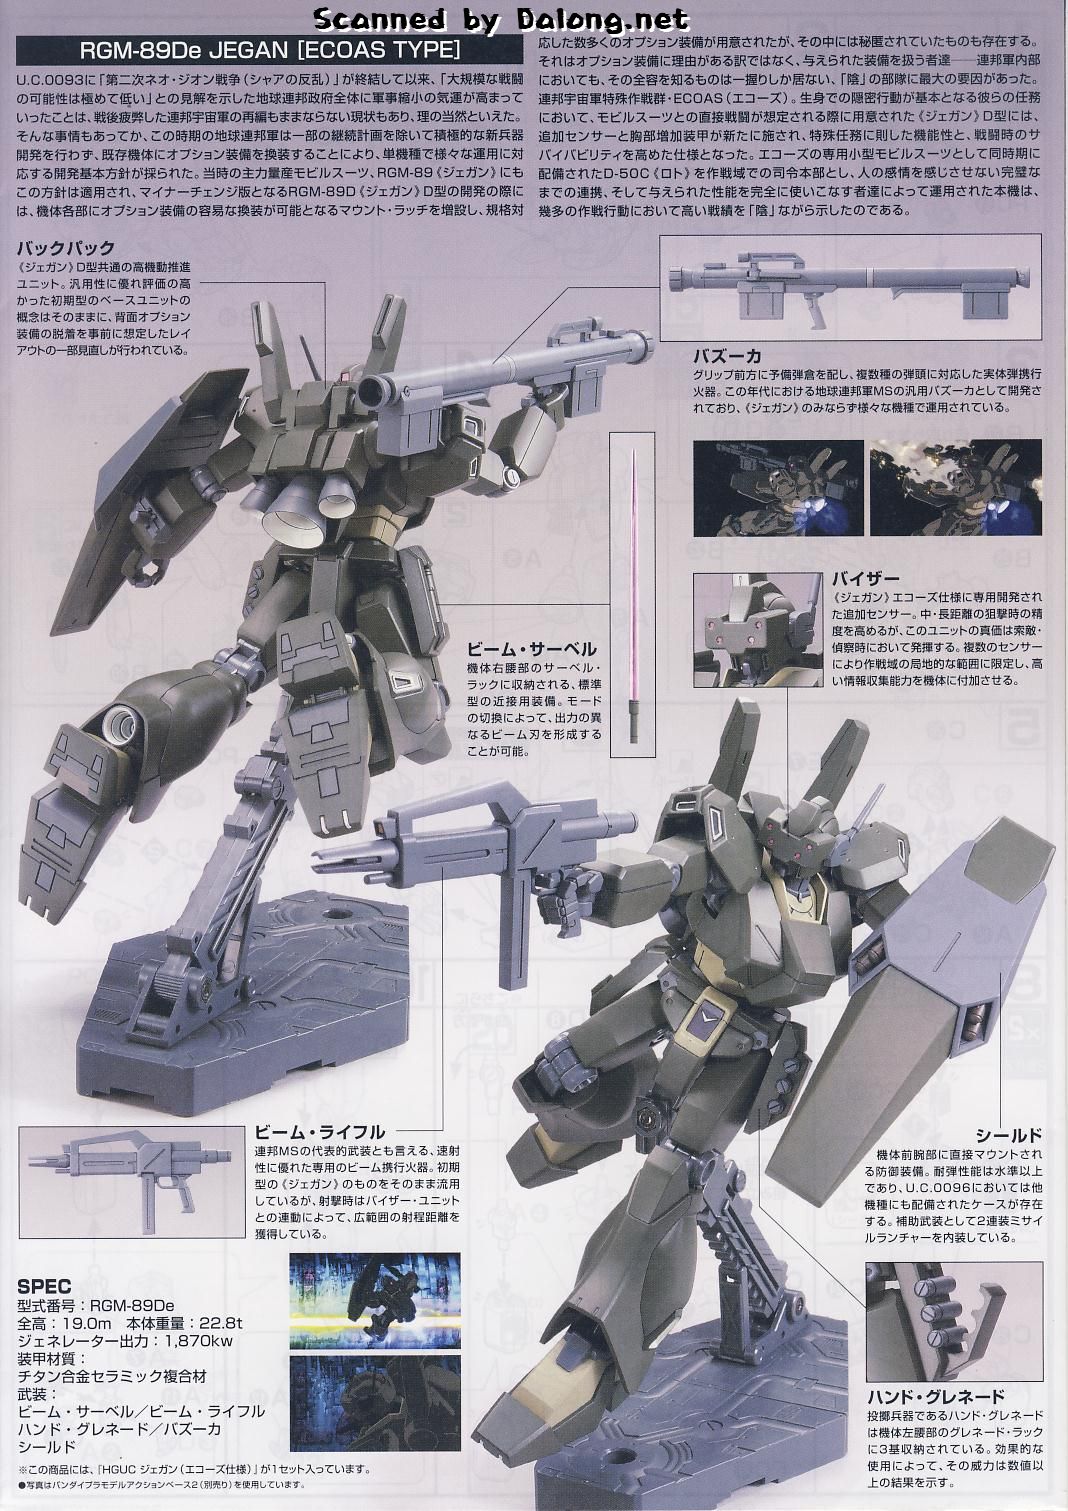 Scanned by Dalong.net
RGM-89De JEGAN [ECOAS TYPE]
U.C.0093に「第二次ネオ・ジオン戦争（シャアの反乱）」が終結して以来、「大規模な戦闘
の可能性は極めて低い」との見解を示した地球連邦政府全体に軍事縮小の気運が高まって
いったことは、戦後疲弊した連邦宇宙軍の再編もままならない現状もあり、理の当然といえた。
そんな事情もあってか、この時期の地球連邦軍は一部の継続計画を除いて積極的な新兵器
開発を行わず、既存機体にオプション装備を換装することにより、単機種で様々な運用に対
応する開発基本方針が採られた。当時の主力量産モビルスーツ、RGM-89《ジェガン》にも
この方針は適用され、マイナーチェンジ版となるRGM-89D《ジェガン》D型の開発の際に
は、機体各部にオプション装備の容易な換装が可能となるマウント・ラッチを増設し、規格対
応した数多くのオプション装備が用意されたが、その中には秘匿されていたものも存在する。
それはオプション装備に理由がある訳ではなく、与えられた装備を扱う者達――連邦軍内部
においても、その全容を知るものは一握りしか居ない、「陰」の部隊に最大の要因があった。
連邦宇宙軍特殊作戦群・ECOAS（エコーズ）。生身での隠密行動が基本となる彼らの任務
において、モビルスーツとの直接戦闘が想定される際に用意された《ジェガン》D型には、
追加センサーと胸部増加装甲が新たに施され、特殊任務に則した機能性と、戦闘時のサ
バイバビリティを高めた仕様となった。エコーズの専用小型モビルスーツとして同時期に
配備されたD-50C《ロト》を作戦域での司令本部とし、人の感情を感じさせない完璧な
までの連携、そして与えられた性能を完全に使いこなす者達によって運用された本機は、
幾多の作戦行動において高い戦績を「陰」ながら示したのである。
バックパック
《ジェガン》D型共通の高機動推進
ユニット。汎用性に優れ評価の高
かった初期型のベースユニットの
概念はそのままに、背面オプション
装備の脱着を事前に想定したレイ
アウトの一部見直しが行われている。
バズーカ
グリップ前方に予備弾倉を配し、複数種の弾頭に対応した実体弾携行
火器。この年代における地球連邦軍MSの汎用バズーカとして開発さ
れており、《ジェガン》のみならず様々な機種で運用されている。
バイザー
《ジェガン》エコーズ仕様に専用開発され
た追加センサー。中・長距離の狙撃時の精
度を高めるが、このユニットの真価は索敵・
偵察時において発揮する。複数のセンサー
により作戦域の局地的な範囲に限定し、高
い情報収集能力を機体に付加させる。
ビーム・サーベル
機体右腰部のサーベル・
ラックに収納される、標準
型の近接用装備。モード
の切換によって、出力の異
なるビーム刃を形成する
ことが可能。
ビーム・ライフル
連邦MSの代表的武装とも言える、速射
性に優れた専用のビーム携行火器。初期
型の《ジェガン》のものをそのまま流用
しているが、射撃時はバイザー・ユニット
との連動によって、広範囲の射程距離を
獲得している。
シールド
機体前腕部に直接マウントされ
る防御装備。耐弾性能は水準以上
であり、U.C.0096においては他
機種にも配備されたケースが存在
する。補助武装として2連装ミサイ
ルランチャーを内装している。
ハンド・グレネード
投擲兵器であるハンド・グレネード
は機体左腰部のグレネード・ラック
に3基収納されている。効果的な
使用によって、その威力は数値以
上の結果を示す。
SPEC
型式番号：RGM-89De
全高：19.0m　本体重量：22.8t
ジェネレーター出力：1,870kw
装甲材質：
チタン合金セラミック複合材
武装：
ビーム・サーベル／ビーム・ライフル
ハンド・グレネード／バズーカ
シールド
※この商品には、「HGUC ジェガン（エコーズ仕様）」が1セット入っています。
●写真はバンダイプラモデルアクションベース2（別売り）を使用しています。